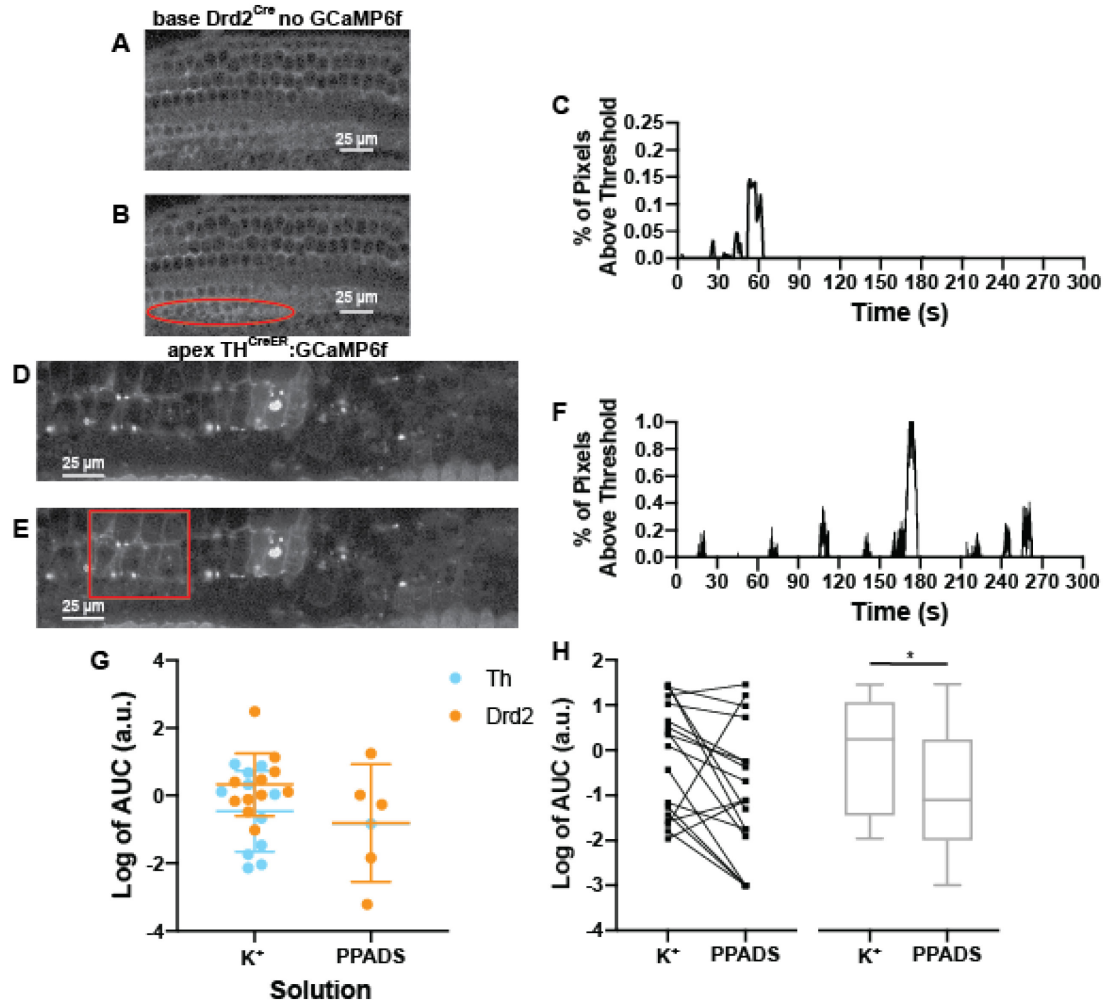 base Drd2Cre no GCaMP6f
A
25 µm
B
25 µm
C
% of Pixels
Above Threshold
0.25
0.20
0.15
0.10
0.05
0.0
0 30 60 90 120 150 180 210 240 270 300
Time (s)
apex THCreER:GCaMP6f
D
25 µm
E
25 µm
F
% of Pixels
Above Threshold
1.0
0.8
0.6
0.4
0.2
0.0
0 30 60 90 120 150 180 210 240 270 300
Time (s)
G
Log of AUC (a.u.)
4
2
0
-2
-4
K+ PPADS
Solution
Th
Drd2
H
Log of AUC (a.u.)
2
1
0
-1
-2
-3
-4
*
K+ PPADS K+ PPADS